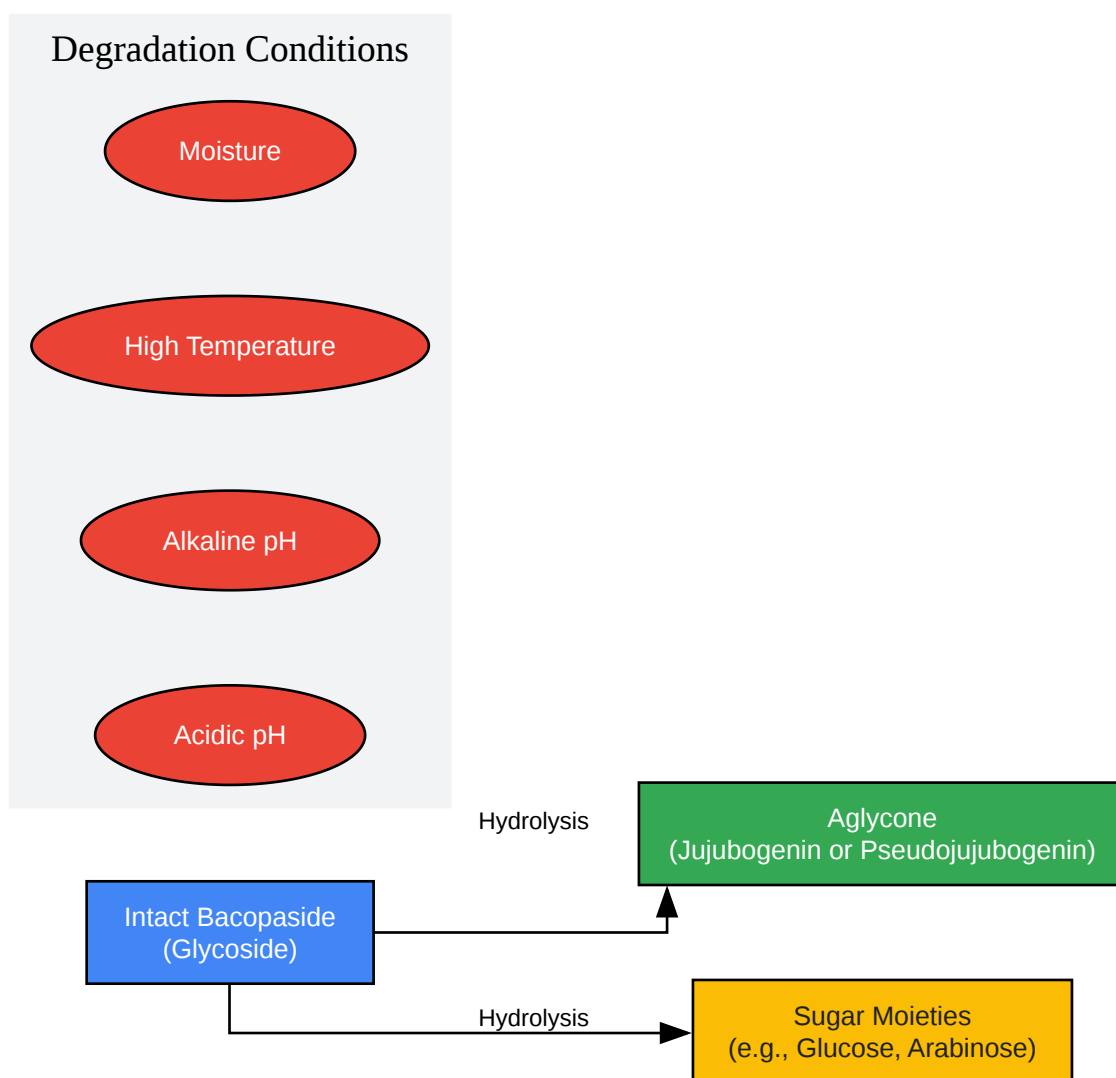 Degradation Conditions
Moisture
High Temperature
Alkaline pH
Acidic pH
Hydrolysis
Aglycone
(Jujubogenin or Pseudojujubogenin)
Intact Bacopaside
(Glycoside)
Hydrolysis
Sugar Moieties
(e.g., Glucose, Arabinose)